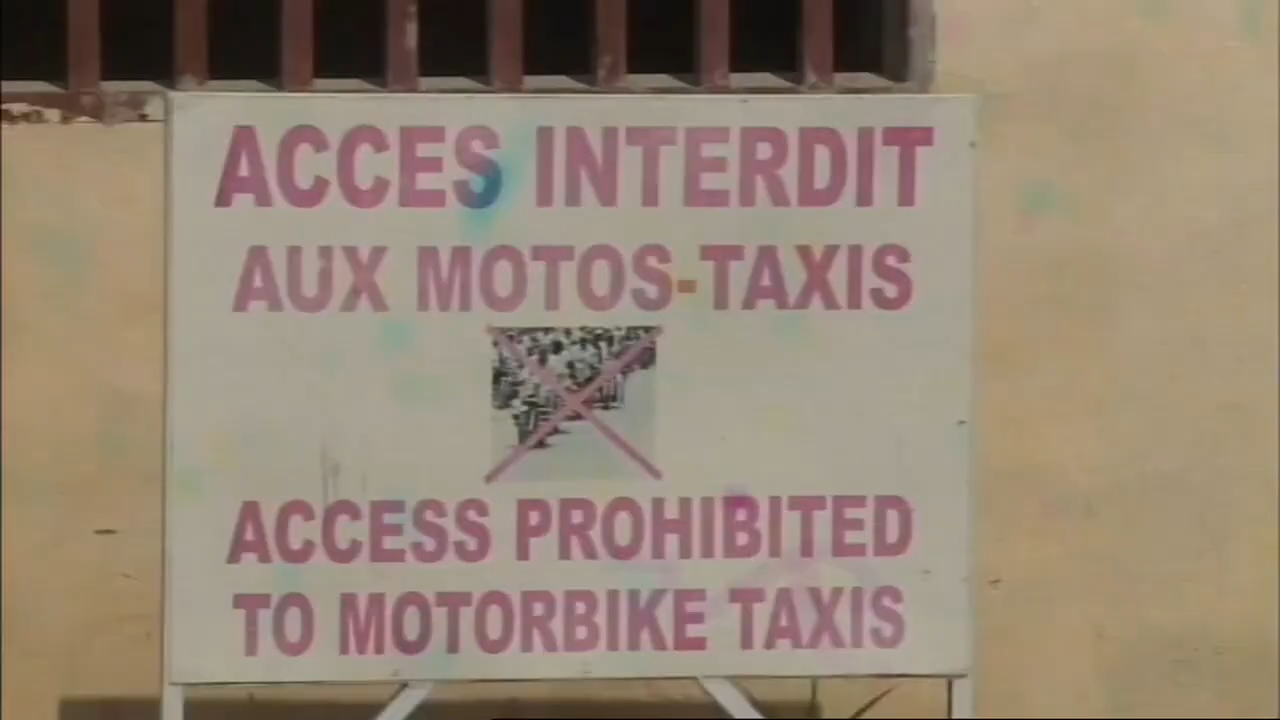 ACCES INTERDIT
AUX MOTOS-TAXIS
ACCESS PROHIBITED
TO MOTORBIKE TAXIS